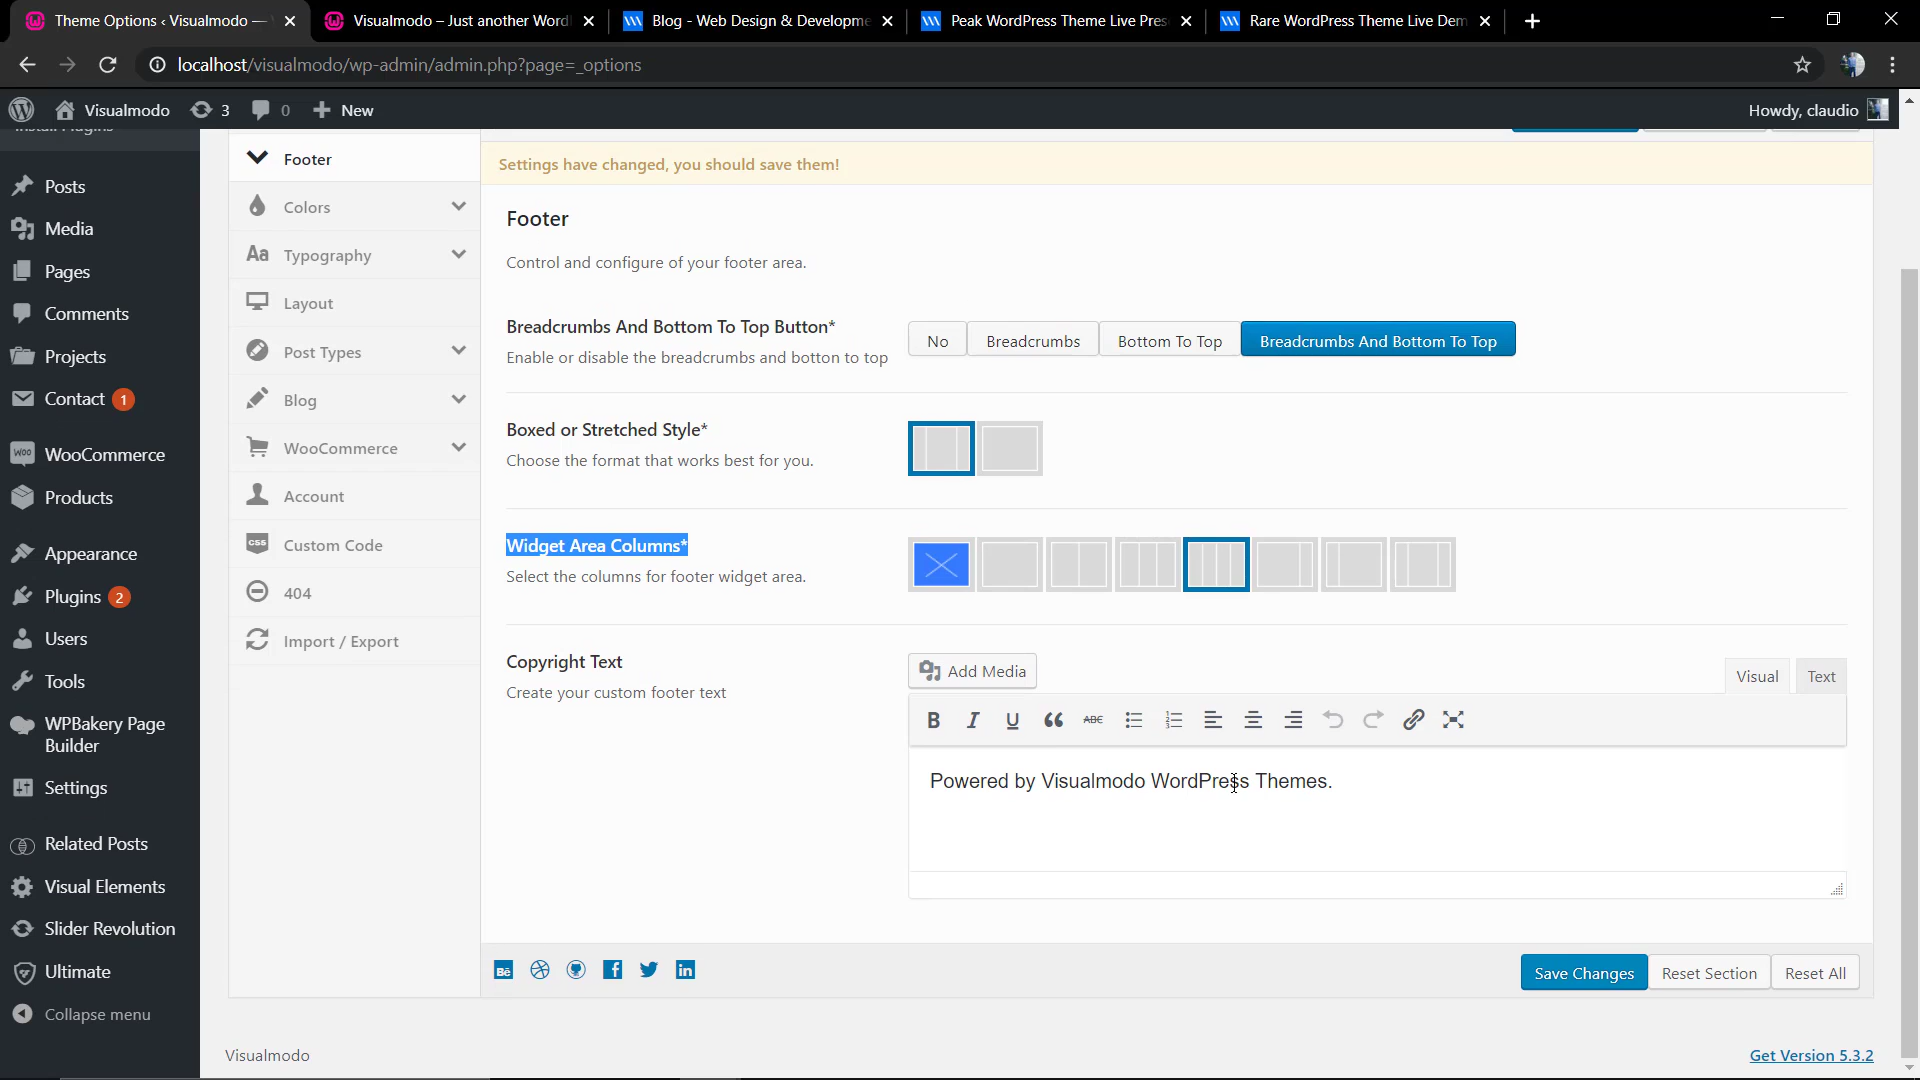 Theme Options ‹ Visualmodo —
Visualmodo – Just another Word
Blog - Web Design & Developme
Peak WordPress Theme Live Pre
Rare WordPress Theme Live Dem
localhost/visualmodo/wp-admin/admin.php?page=_options
Visualmodo
3
0
New
Howdy, claudio
Install Plugins
Posts
Media
Pages
Comments
Projects
Contact 1
WooCommerce
Products
Appearance
Plugins 2
Users
Tools
WPBakery Page
Builder
Settings
Related Posts
Visual Elements
Slider Revolution
Ultimate
Collapse menu
Footer
Colors
Aa Typography
Layout
Post Types
Blog
WooCommerce
Account
CSS Custom Code
404
Import / Export
Settings have changed, you should save them!
Footer
Control and configure of your footer area.
Breadcrumbs And Bottom To Top Button*
Enable or disable the breadcrumbs and botton to top
No
Breadcrumbs
Bottom To Top
Breadcrumbs And Bottom To Top
Boxed or Stretched Style*
Choose the format that works best for you.
Widget Area Columns*
Select the columns for footer widget area.
Copyright Text
Create your custom footer text
Add Media
Visual
Text
B I U ABC
Powered by Visualmodo WordPress Themes.
Save Changes
Reset Section
Reset All
Visualmodo
Get Version 5.3.2